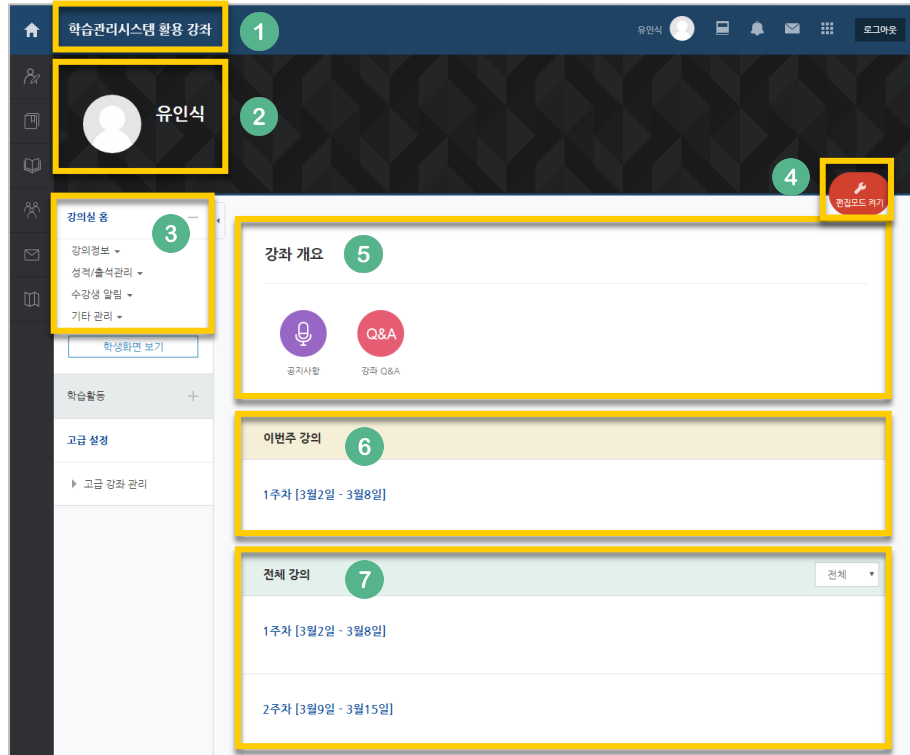 학습관리시스템 활용 강좌
1
유인식
로그아웃
유인식
2
4
편집모드 켜기
강의실 홈
3
강의정보
성적/출석관리
수강생 알림
기타 관리
학생화면 보기
학습활동
고급 설정
고급 강좌 관리
강좌 개요
5
Q&A
공지사항
강좌 Q&A
이번주 강의
6
1주차 [3월2일 - 3월8일]
전체 강의
7
전체
1주차 [3월2일 - 3월8일]
2주차 [3월9일 - 3월15일]